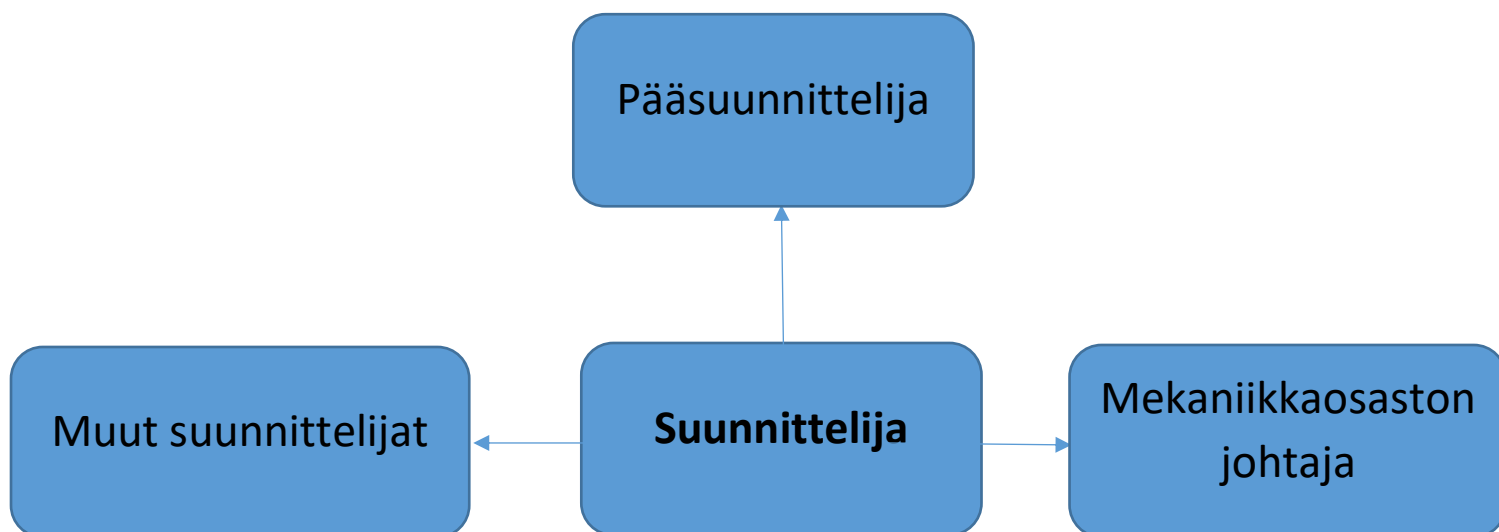 Pääsuunnittelija
Muut suunnittelijat
Suunnittelija
Mekaniikkaosaston
johtaja